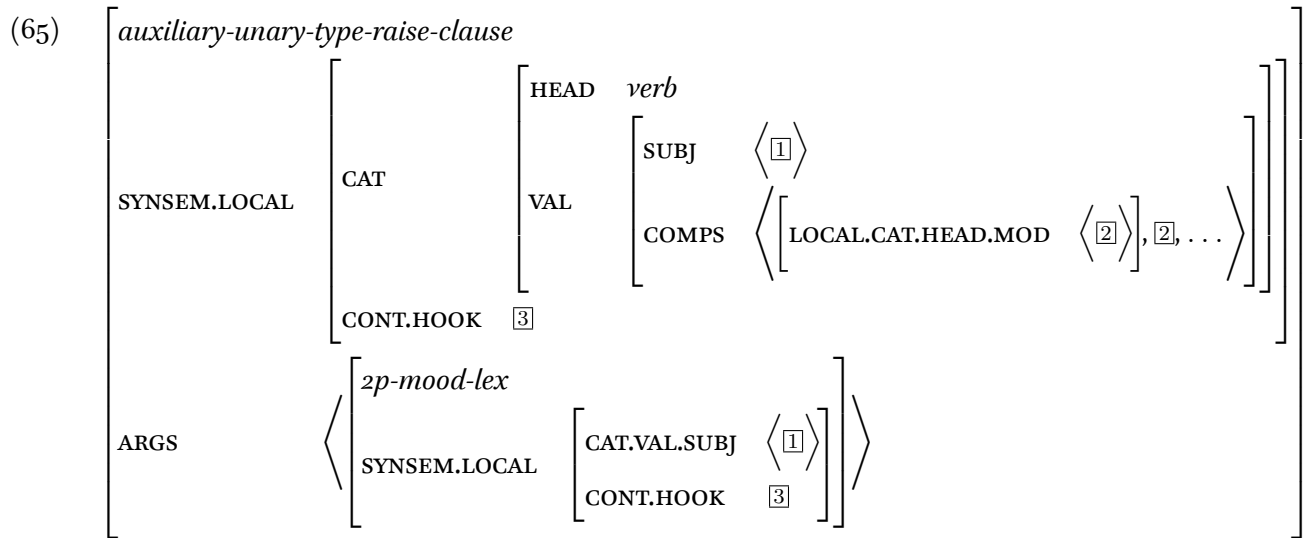 (65) auxiliary-unary-type-raise-clause
HEAD verb
SUBJ ⟨1⟩
CAT
VAL
SYNSEM.LOCAL
COMPS ⟨[LOCAL.CAT.HEAD.MOD ⟨2⟩], 2, . . .⟩
CONT.HOOK 3
2p-mood-lex
CAT.VAL.SUBJ ⟨1⟩
ARGS
SYNSEM.LOCAL
CONT.HOOK 3